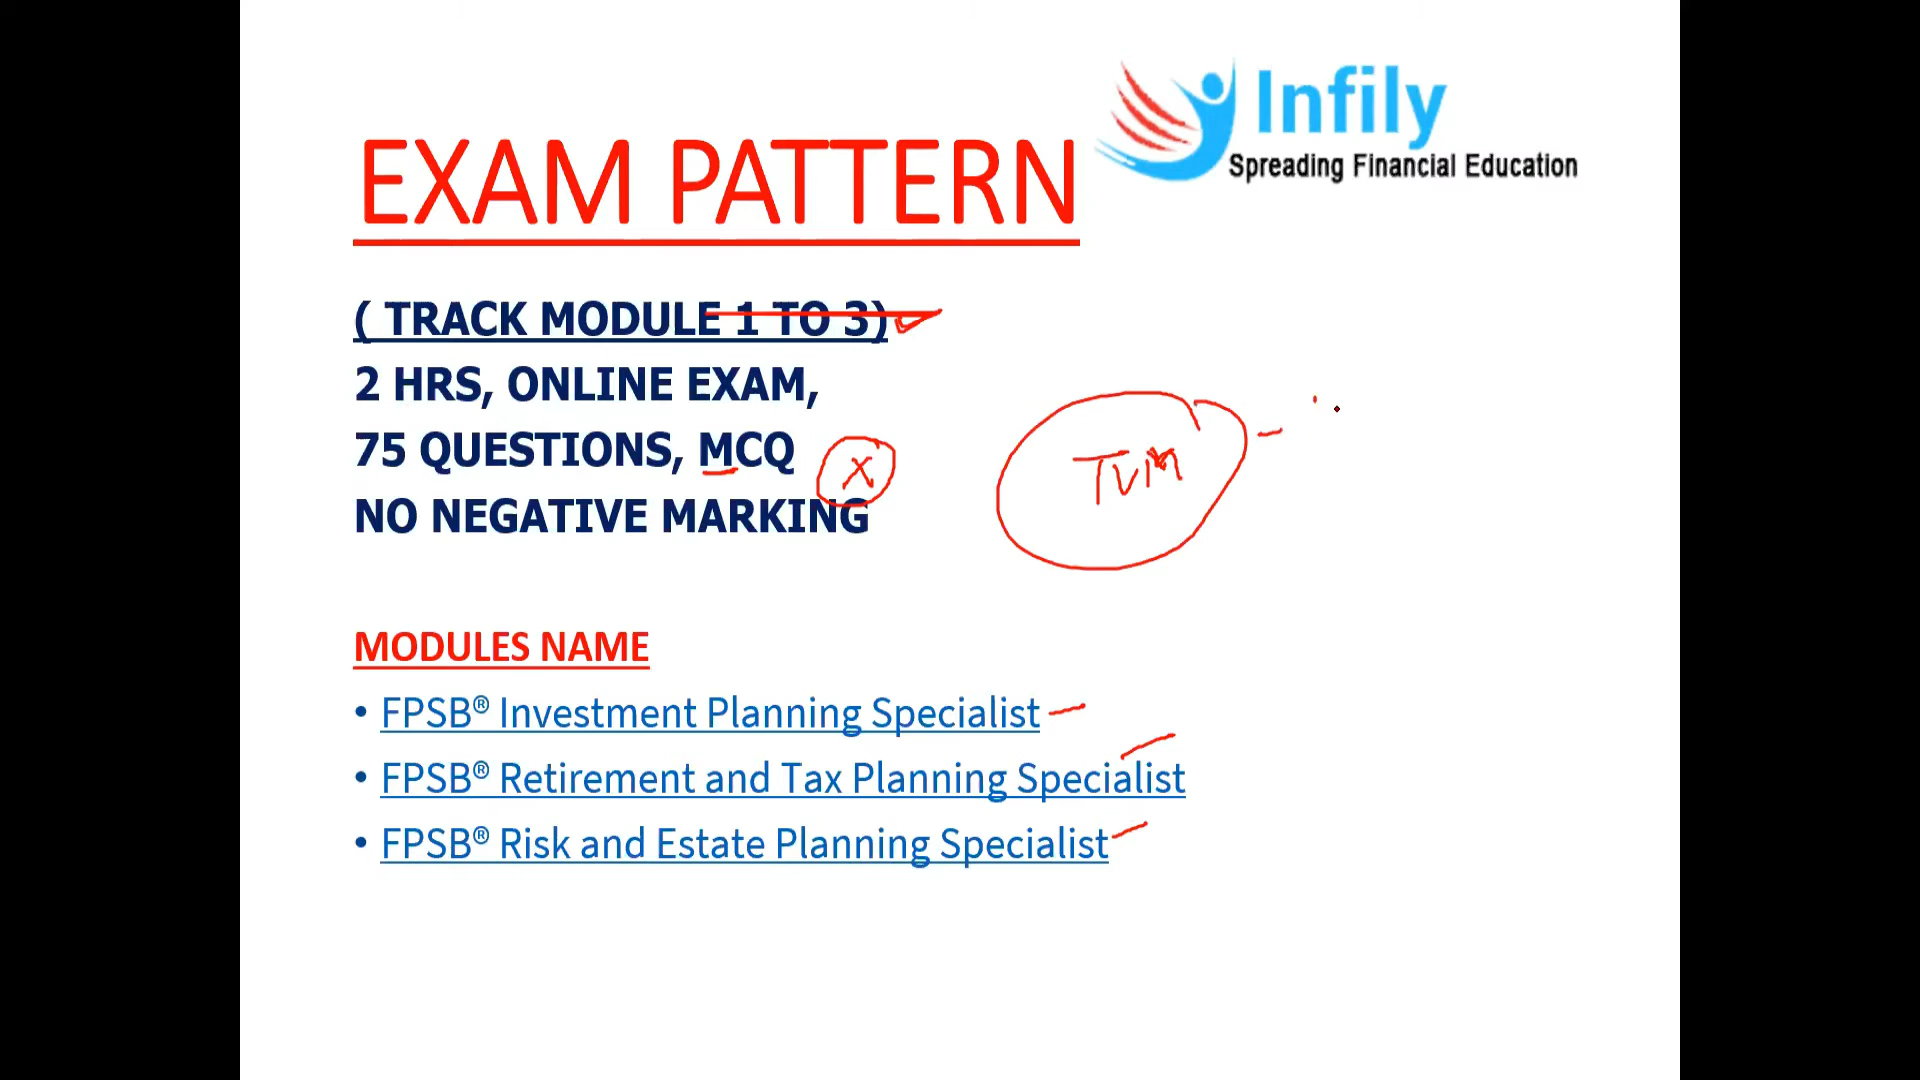 Infily
Spreading Financial Education
EXAM PATTERN
( TRACK MODULE 1 TO 3)
2 HRS, ONLINE EXAM,
75 QUESTIONS, MCQ
X
NO NEGATIVE MARKING
TVM
MODULES NAME
• FPSB® Investment Planning Specialist
• FPSB® Retirement and Tax Planning Specialist
• FPSB® Risk and Estate Planning Specialist